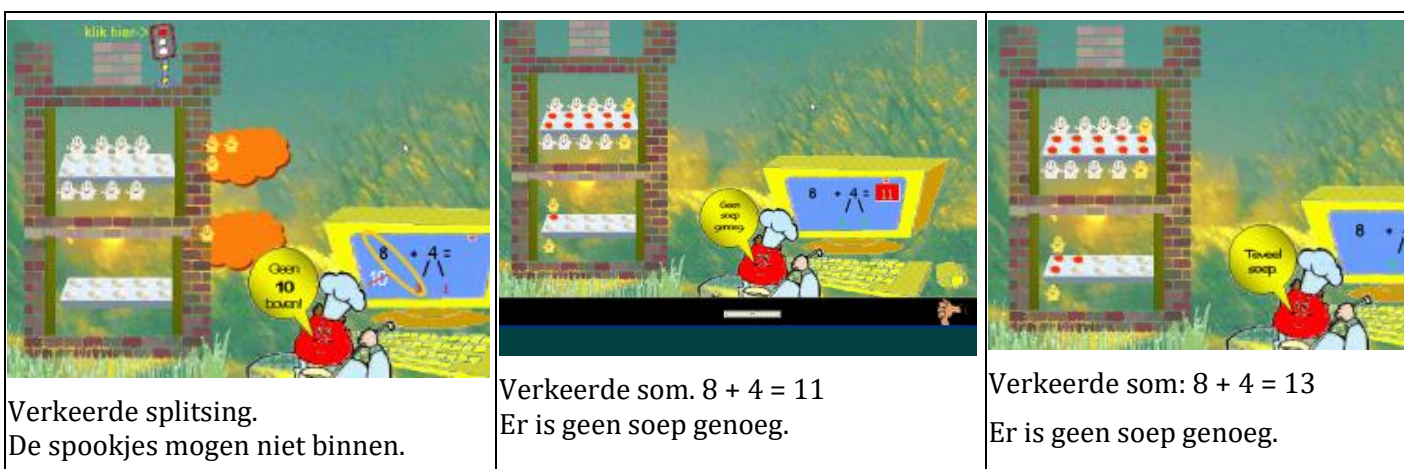 klik hier->
Geen
10
boven!
8 + 4 =
10
Verkeerde splitsing.
De spookjes mogen niet binnen.
Geen
soep
genoeg.
8 + 4 = 11
Verkeerde som. 8 + 4 = 11
Er is geen soep genoeg.
Teveel
soep.
8 +
Verkeerde som: 8 + 4 = 13
Er is geen soep genoeg.